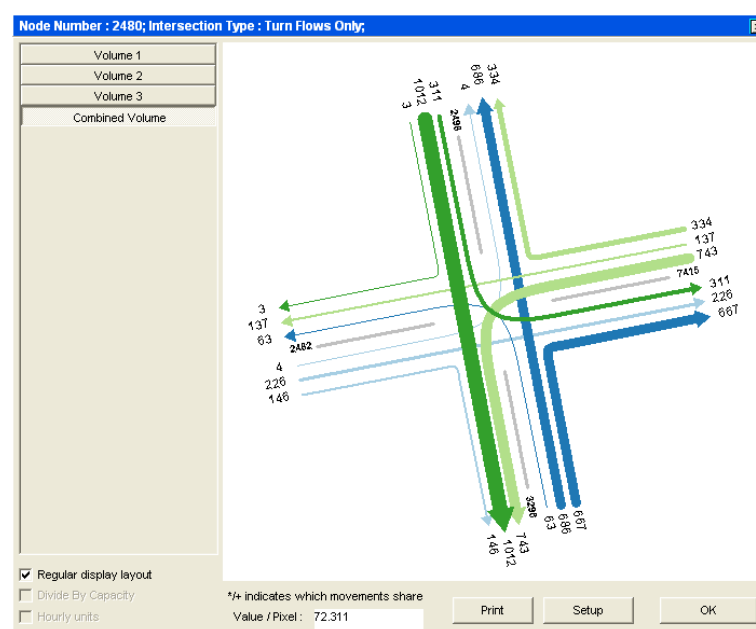 Node Number : 2480; Intersection Type : Turn Flows Only;
Volume 1
Volume 2
Volume 3
Combined Volume
3
1012
311
4
686
334
2496
334
137
743
7415
311
226
667
3
137
63
2482
4
226
146
3298
146
1012
743
63
686
667
Regular display layout
Divide By Capacity
Hourly units
*/+ indicates which movements share
Value / Pixel : 72.311
Print
Setup
OK